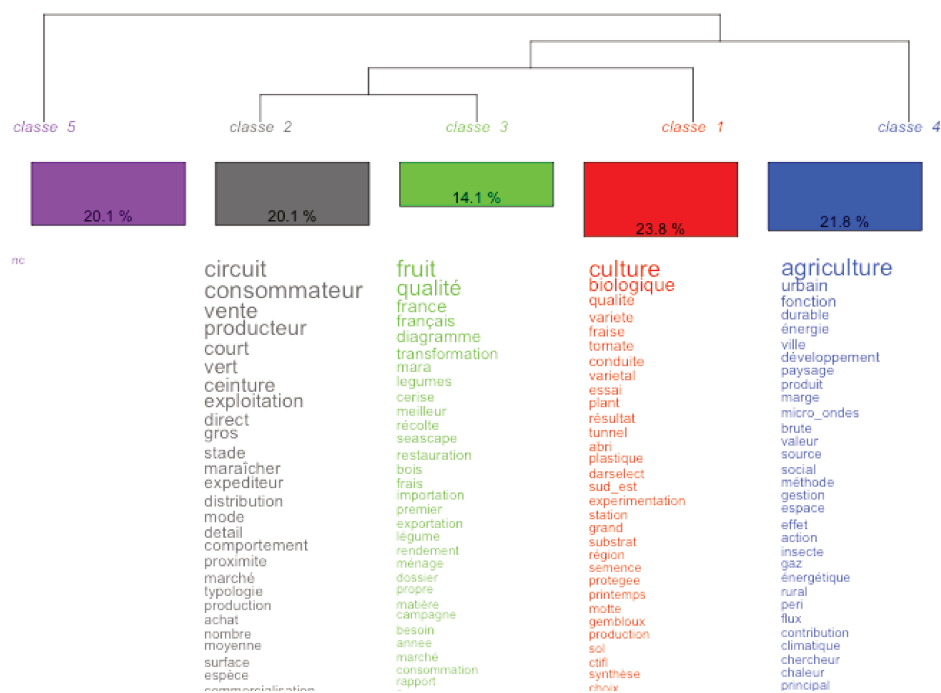 classe 5
classe 2
classe 3
classe 1
classe 4
20.1 %
20.1 %
14.1 %
23.8 %
21.8 %
nc
circuit
consommateur
vente
producteur
court
vert
ceinture
exploitation
direct
gros
stade
maraîcher
expediteur
distribution
mode
detail
comportement
proximite
marché
typologie
production
achat
nombre
moyenne
surface
espèce
commercialisation
fruit
qualité
france
français
diagramme
transformation
mara
legumes
cerise
meilleur
récolte
seascape
restauration
bois
frais
importation
premier
exportation
légume
rendement
ménage
dossier
propre
matière
campagne
besoin
annee
marché
consommation
rapport
culture
biologique
qualite
variete
fraise
tomate
conduite
varietal
essai
plant
résultat
tunnel
abri
plastique
darselect
sud_est
experimentation
station
grand
substrat
région
semence
protegee
printemps
motte
gembloux
production
sol
ctifl
synthèse
choix
agriculture
urbain
fonction
durable
énergie
ville
développement
paysage
produit
marge
micro_ondes
brute
valeur
source
social
méthode
gestion
espace
effet
action
insecte
gaz
énergétique
rural
peri
flux
contribution
climatique
chercheur
chaleur
principal